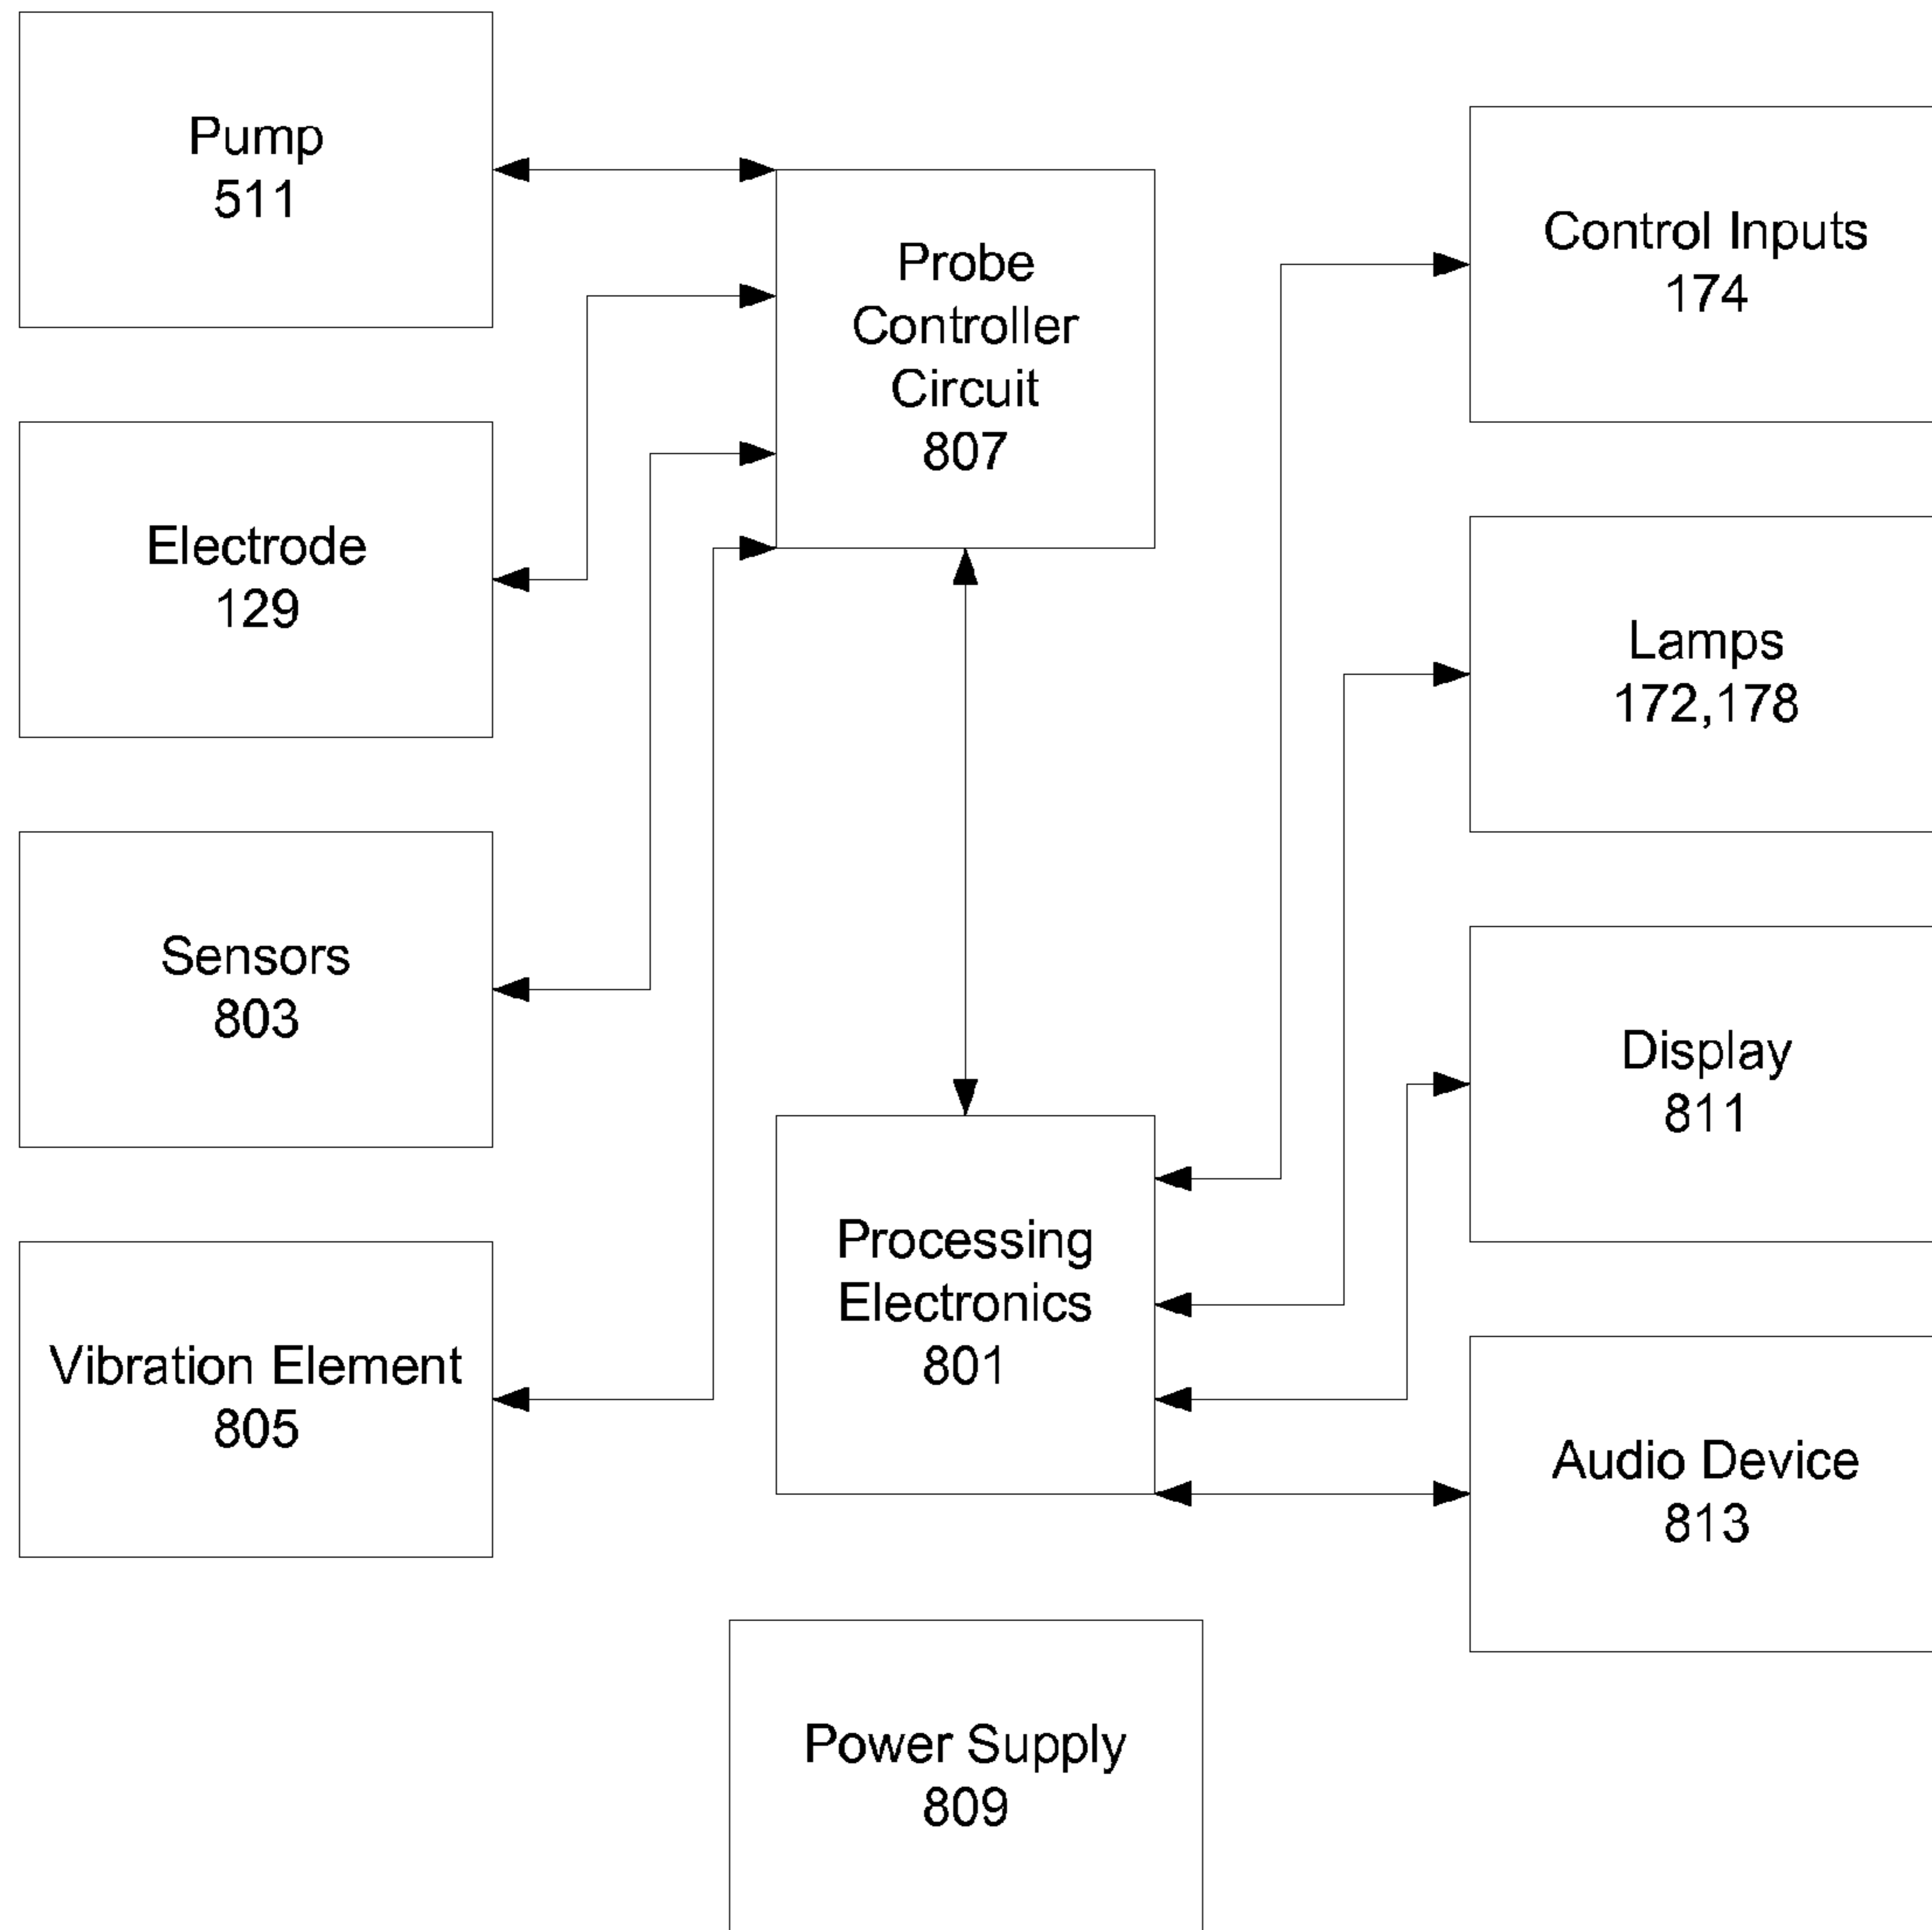 Pump
511
Electrode
129
Sensors
803
Vibration Element
805
Probe
Controller
Circuit
807
Processing
Electronics
801
Power Supply
809
Control Inputs
174
Lamps
172,178
Display
811
Audio Device
813